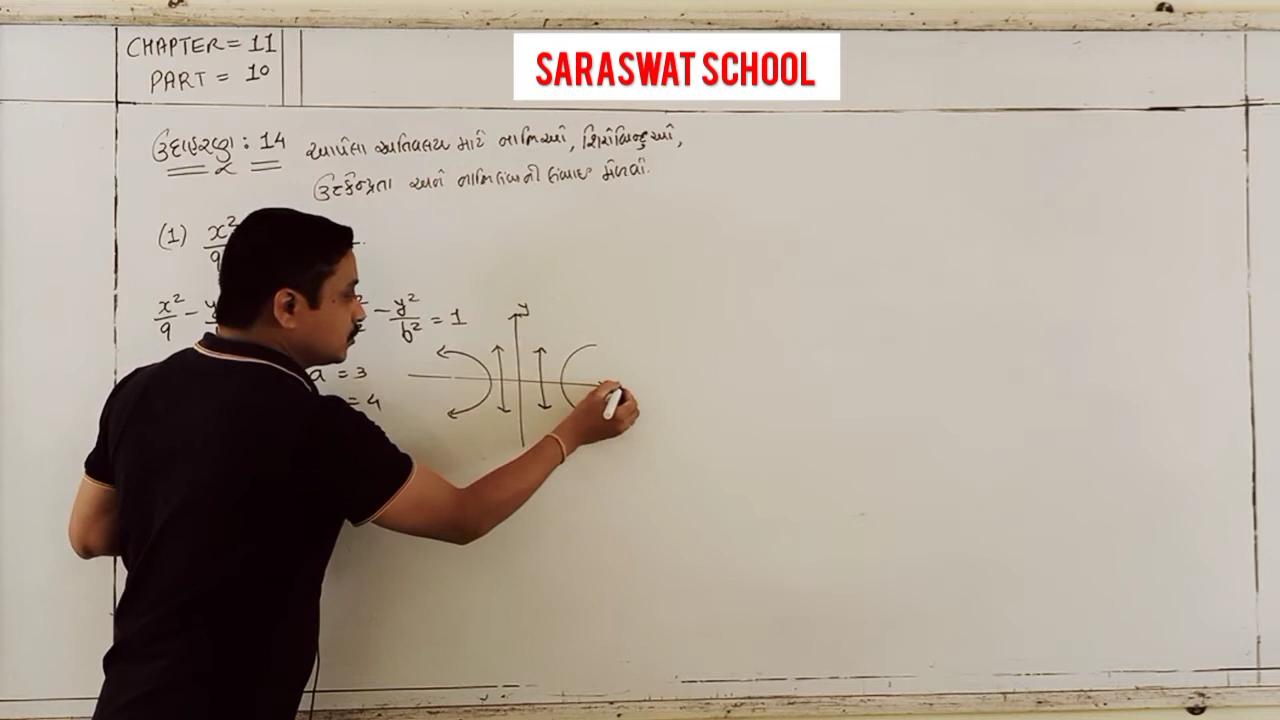 CHAPTER = 11
PART = 10
SARASWAT SCHOOL
ઉદાહરણ : 14 આપેલા અતિવલય માટે નાભિઓ, શિરોબિંદુઓ,
ઉત્કેન્દ્રતા અને નાભિલંબની લંબાઇ મેળવો.
(1) x²/9
x²/9 - y² - y²/b² = 1
a = 3
= 4
y